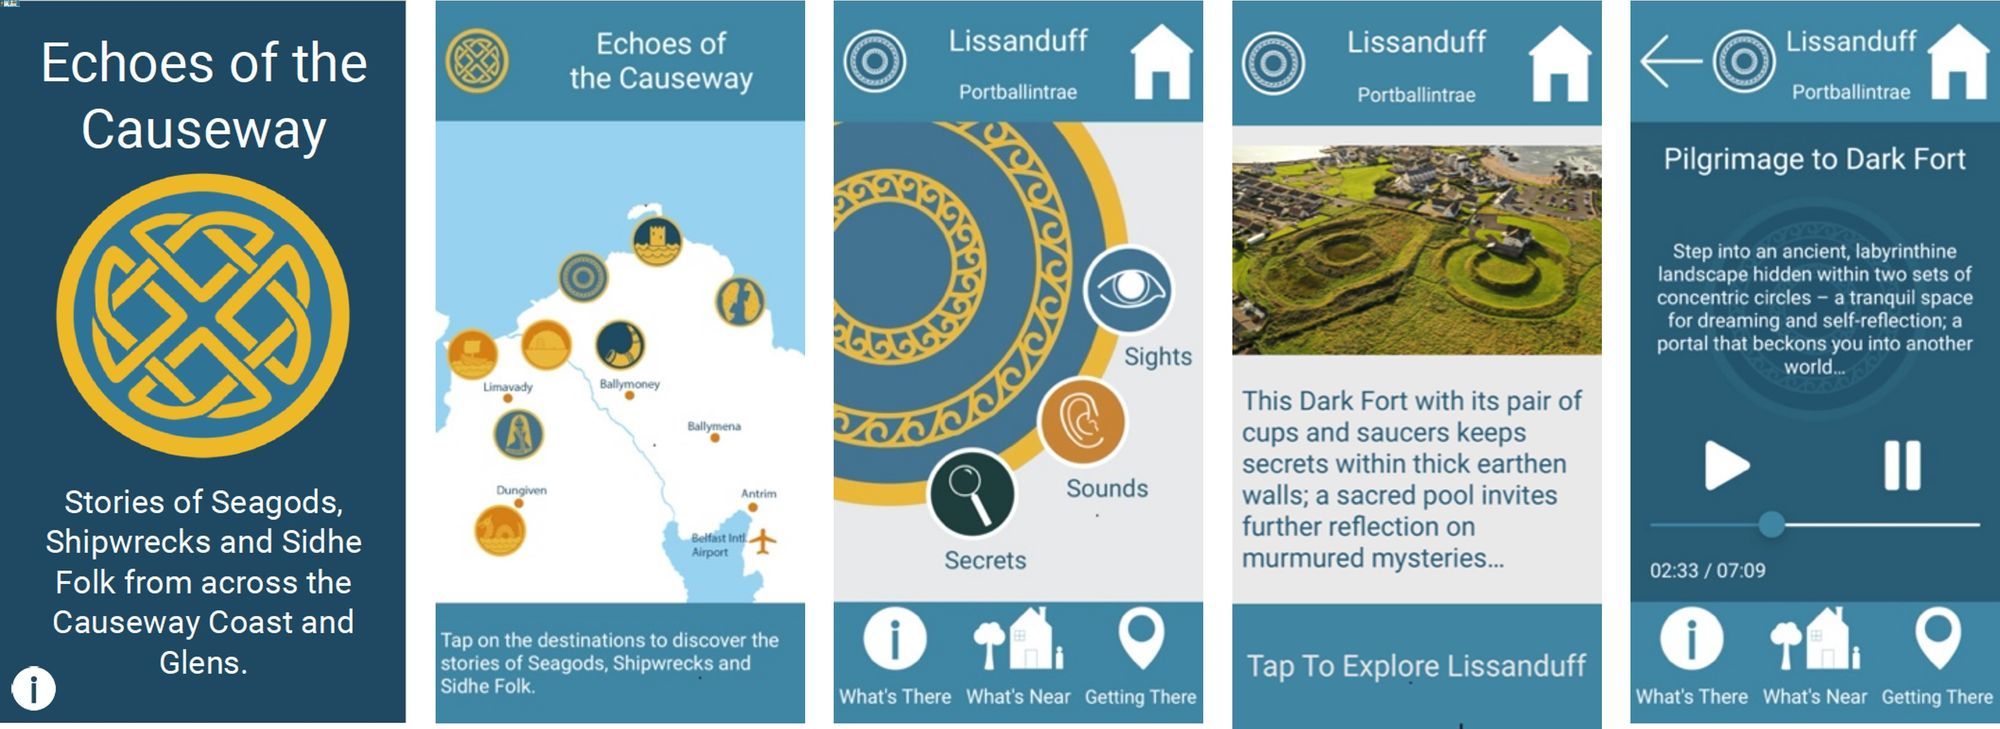 Echoes of the
Causeway
Stories of Seagods,
Shipwrecks and Sidhe
Folk from across the
Causeway Coast and
Glens.
i
Echoes of
the Causeway
Limavady
Ballymoney
Ballymena
Dungiven
Antrim
Belfast Intl.
Airport
Tap on the destinations to discover the
stories of Seagods, Shipwrecks and
Sidhe Folk.
Lissanduff
Portballintrae
Sights
Sounds
Secrets
i
What's There
What's Near
Getting There
Lissanduff
Portballintrae
This Dark Fort with its pair of
cups and saucers keeps
secrets within thick earthen
walls; a sacred pool invites
further reflection on
murmured mysteries...
Tap To Explore Lissanduff
Lissanduff
Portballintrae
Pilgrimage to Dark Fort
Step into an ancient, labyrinthine
landscape hidden within two sets of
concentric circles – a tranquil space
for dreaming and self-reflection; a
portal that beckons you into another
world...
02:33 / 07:09
i
What's There
What's Near
Getting There